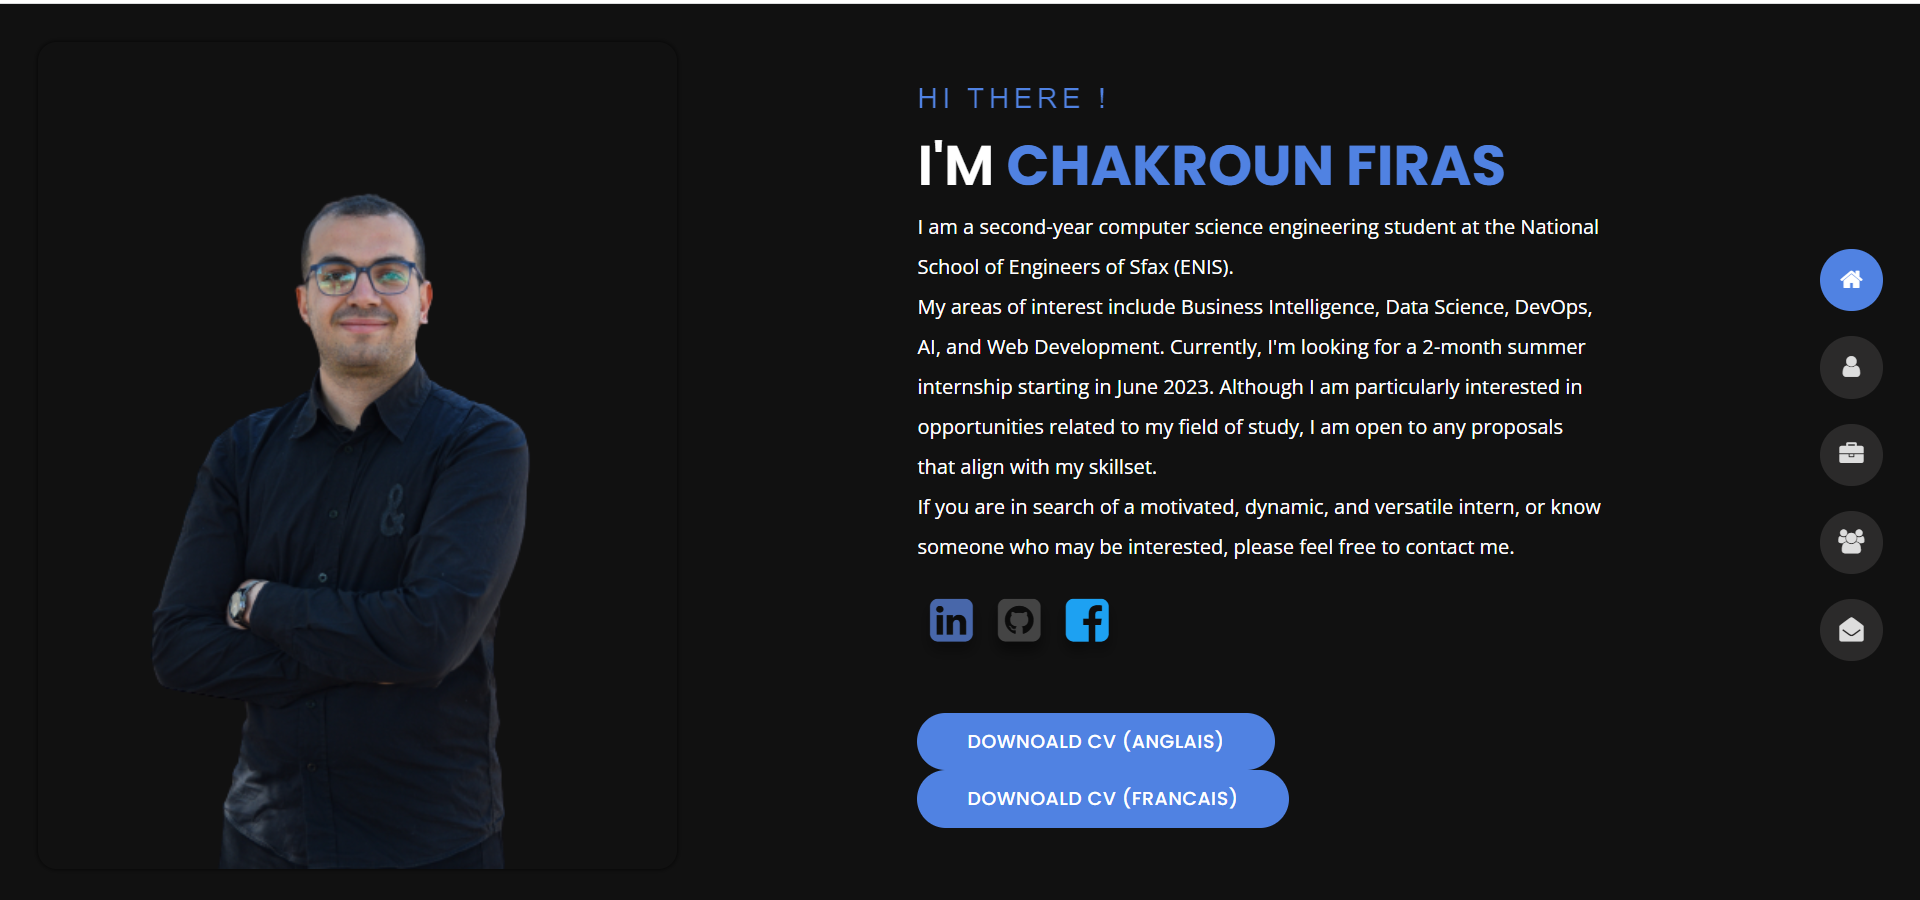 HI THERE !
I'M CHAKROUN FIRAS
I am a second-year computer science engineering student at the National
School of Engineers of Sfax (ENIS).
My areas of interest include Business Intelligence, Data Science, DevOps,
AI, and Web Development. Currently, I'm looking for a 2-month summer
internship starting in June 2023. Although I am particularly interested in
opportunities related to my field of study, I am open to any proposals
that align with my skillset.
If you are in search of a motivated, dynamic, and versatile intern, or know
someone who may be interested, please feel free to contact me.
in
f
DOWNOALD CV (ANGLAIS)
DOWNOALD CV (FRANCAIS)
&